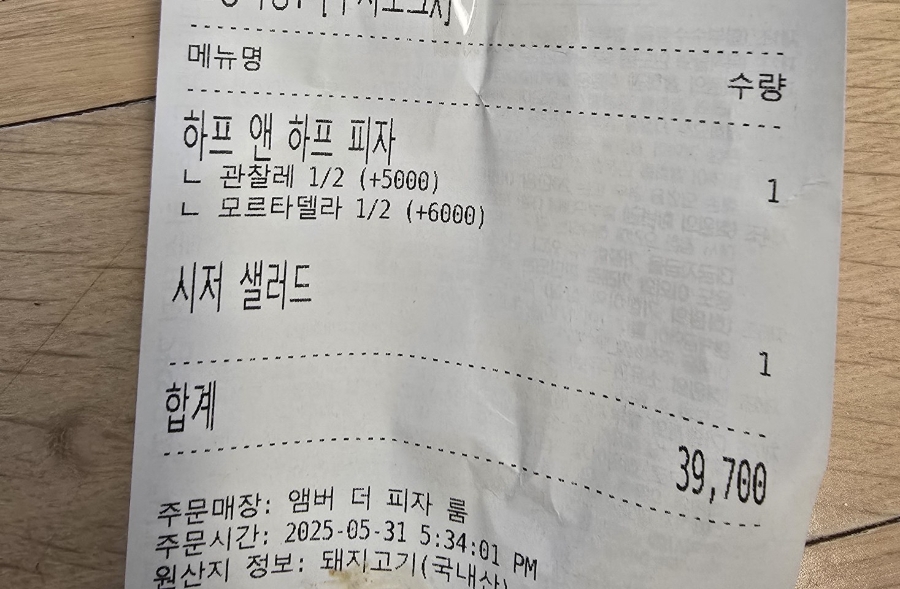 메뉴명 수량
하프 앤 하프 피자
ㄴ 관찰레 1/2 (+5000) 1
ㄴ 모르타델라 1/2 (+6000)
시저 샐러드
1
합계
39,700
주문매장: 앰버 더 피자 룸
주문시간: 2025-05-31 5:34:01 PM
원산지 정보: 돼지고기(국내산)